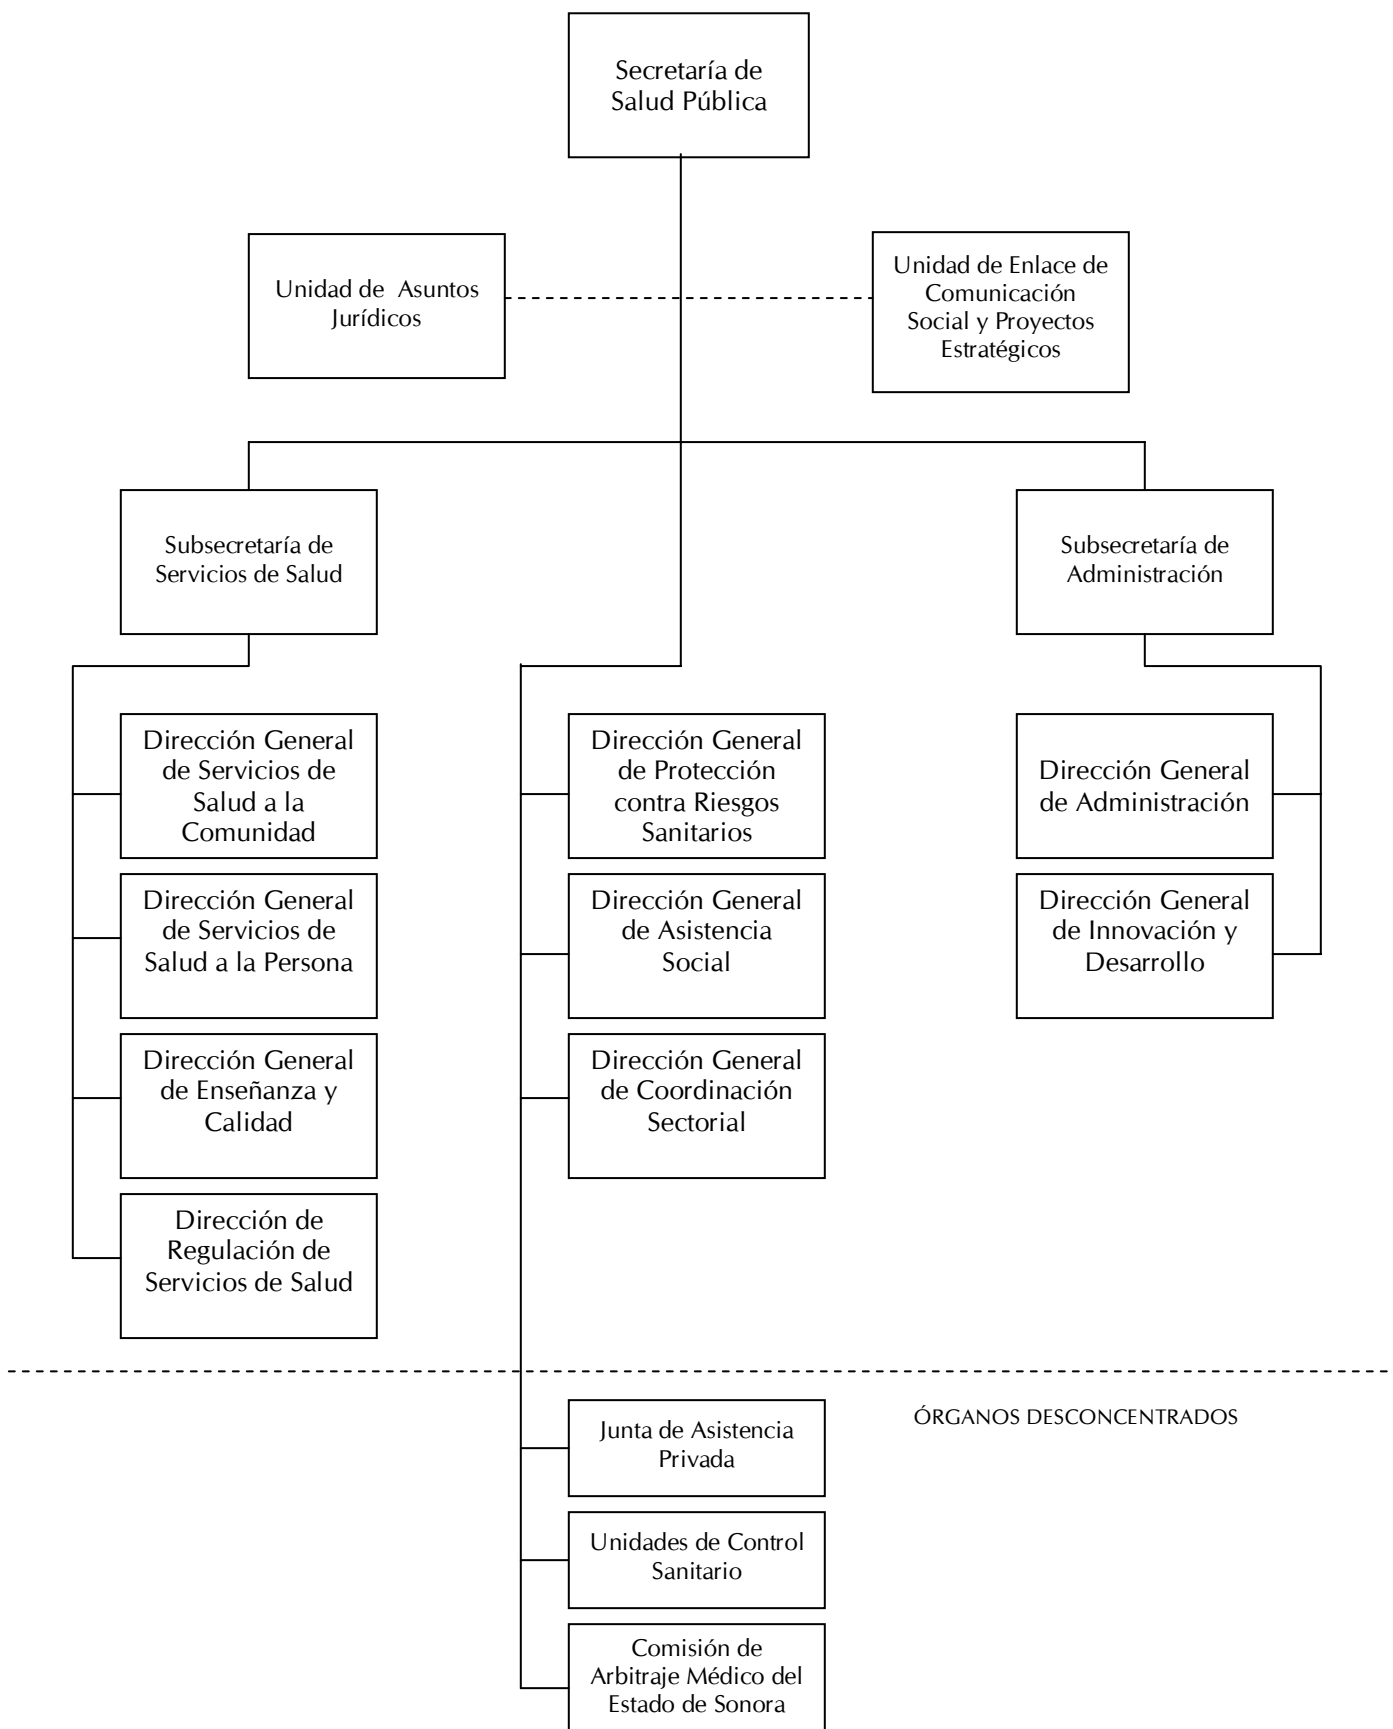 Secretaría de
Salud Pública
Unidad de  Asuntos
Jurídicos
Unidad de Enlace de
Comunicación
Social y Proyectos
Estratégicos
Subsecretaría de
Servicios de Salud
Subsecretaría de
Administración
Dirección General
de Servicios de
Salud a la
Comunidad
Dirección General
de Protección
contra Riesgos
Sanitarios
Dirección General
de Administración
Dirección General
de Servicios de
Salud a la Persona
Dirección General
de Asistencia
Social
Dirección General
de Innovación y
Desarrollo
Dirección General
de Enseñanza y
Calidad
Dirección General
de Coordinación
Sectorial
Dirección de
Regulación de
Servicios de Salud
ÓRGANOS DESCONCENTRADOS
Junta de Asistencia
Privada
Unidades de Control
Sanitario
Comisión de
Arbitraje Médico del
Estado de Sonora